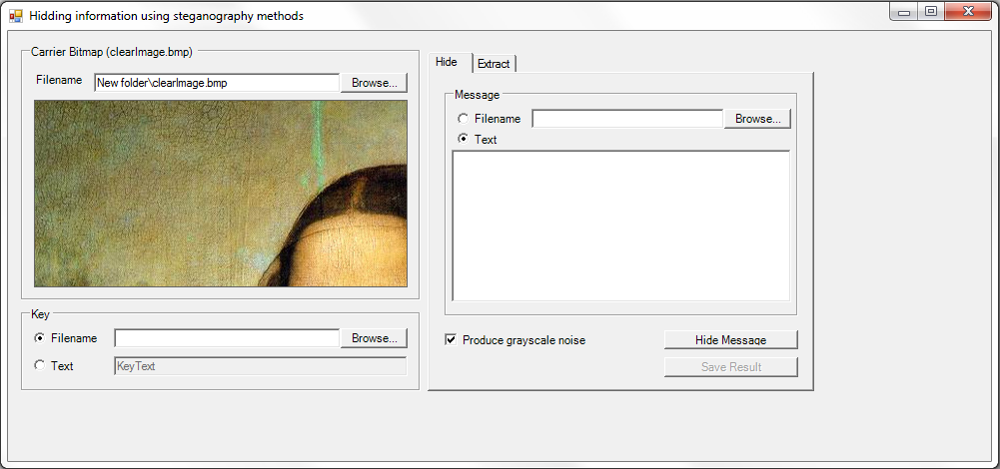 Hidding information using steganography methods
Carrier Bitmap (clearImage.bmp)
Filename New folder\clearImage.bmp Browse...
Key
Filename Browse...
Text KeyText
Hide Extract
Message
Filename Browse...
Text
Produce grayscale noise Hide Message
Save Result